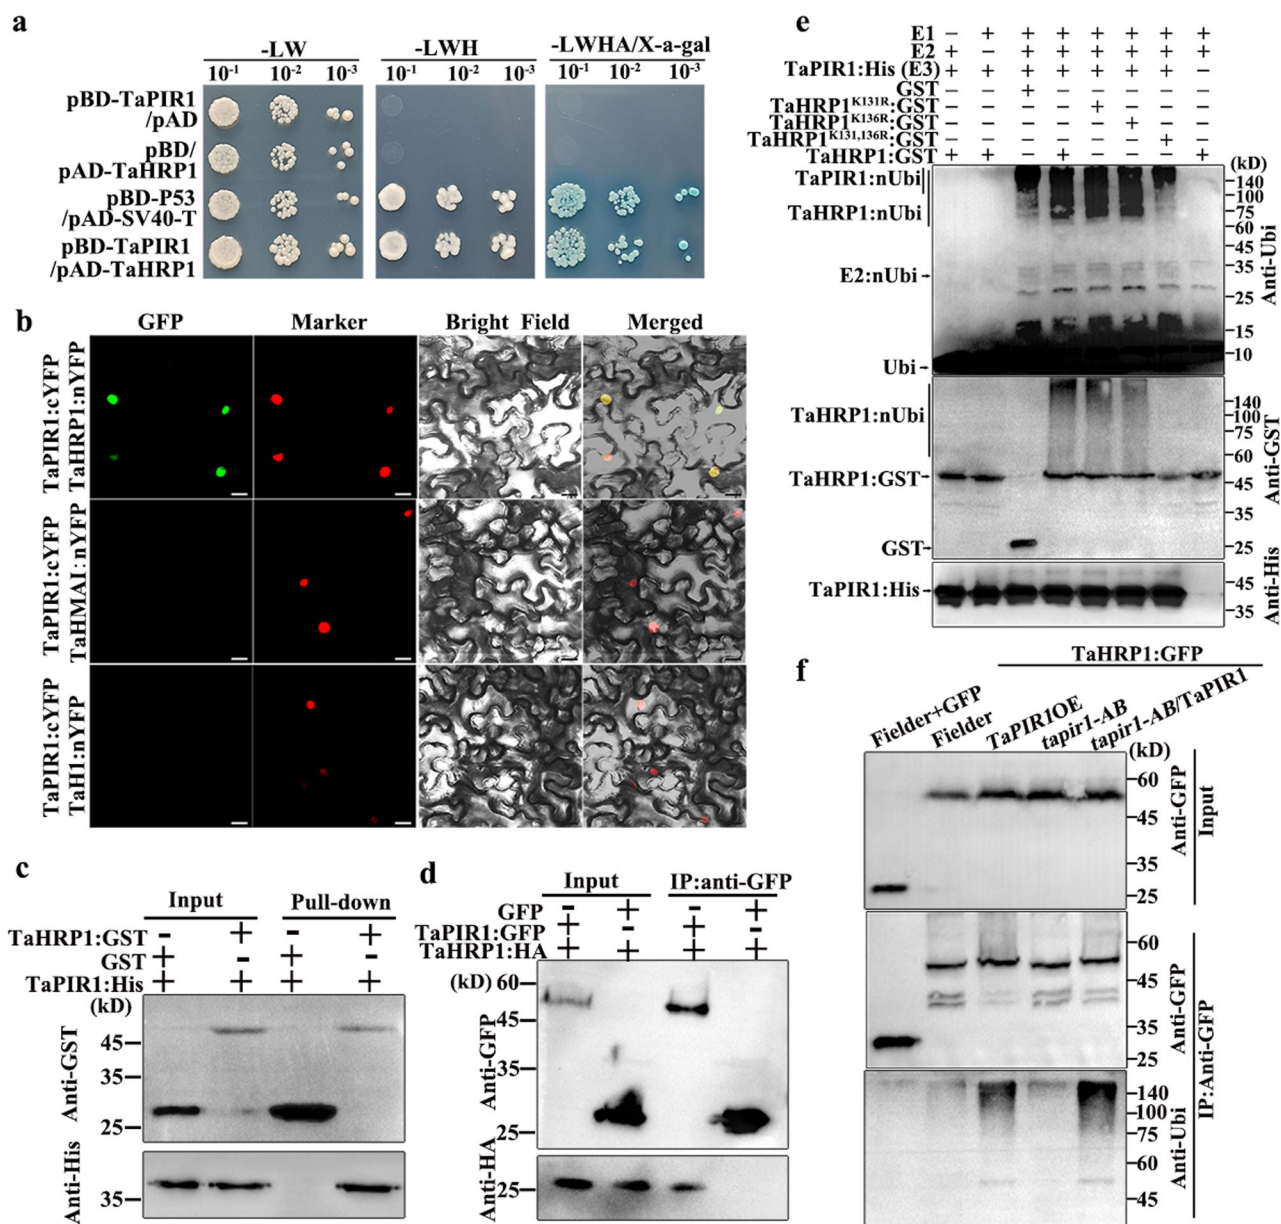 a
-LW -LWH -LWHA/X-a-gal
10-1 10-2 10-3 10-1 10-2 10-3 10-1 10-2 10-3
pBD-TaPIR1
/pAD
pBD/
pAD-TaHRP1
pBD-P53
/pAD-SV40-T
pBD-TaPIR1
/pAD-TaHRP1
b
GFP Marker Bright Field Merged
TaPIR1:cYFP
TaHRP1:nYFP
TaPIR1:cYFP
TaHMAI:nYFP
TaPIR1:cYFP
TaH1:nYFP
c
Input Pull-down
TaHRP1:GST - + - +
GST + - + -
TaPIR1:His + + + +
(kD)
45
35
25
Anti-GST
35
Anti-His
d
Input IP:anti-GFP
GFP - + - +
TaPIR1:GFP + - + -
TaHRP1:HA + + + +
(kD) 60
45
35
25
Anti-GFP
25
Anti-HA
e
E1 - + + + + + + +
E2 + + + + + + + +
TaPIR1:His (E3) + + + + + + + -
GST - - + - - - - -
TaHRP1K131R:GST - - - - + - - -
TaHRP1K136R:GST - - - - - + - -
TaHRP1K131,136R:GST - - - - - - + -
TaHRP1:GST + + - + - - - +
(kD)
TaPIR1:nUbi
TaHRP1:nUbi
E2:nUbi
Ubi
140
100
75
60
45
35
25
15
10
Anti-Ubi
TaHRP1:nUbi
TaHRP1:GST
GST
140
100
75
60
45
35
25
Anti-GST
TaPIR1:His
45
35
Anti-His
f
TaHRP1:GFP
Fielder+GFP
Fielder
TaPIR1OE
tapir1-AB
tapir1-AB/TaPIR1
(kD)
60
45
35
25
Anti-GFP
Input
60
45
35
25
Anti-GFP
140
100
75
60
45
Anti-Ubi
IP:Anti-GFP